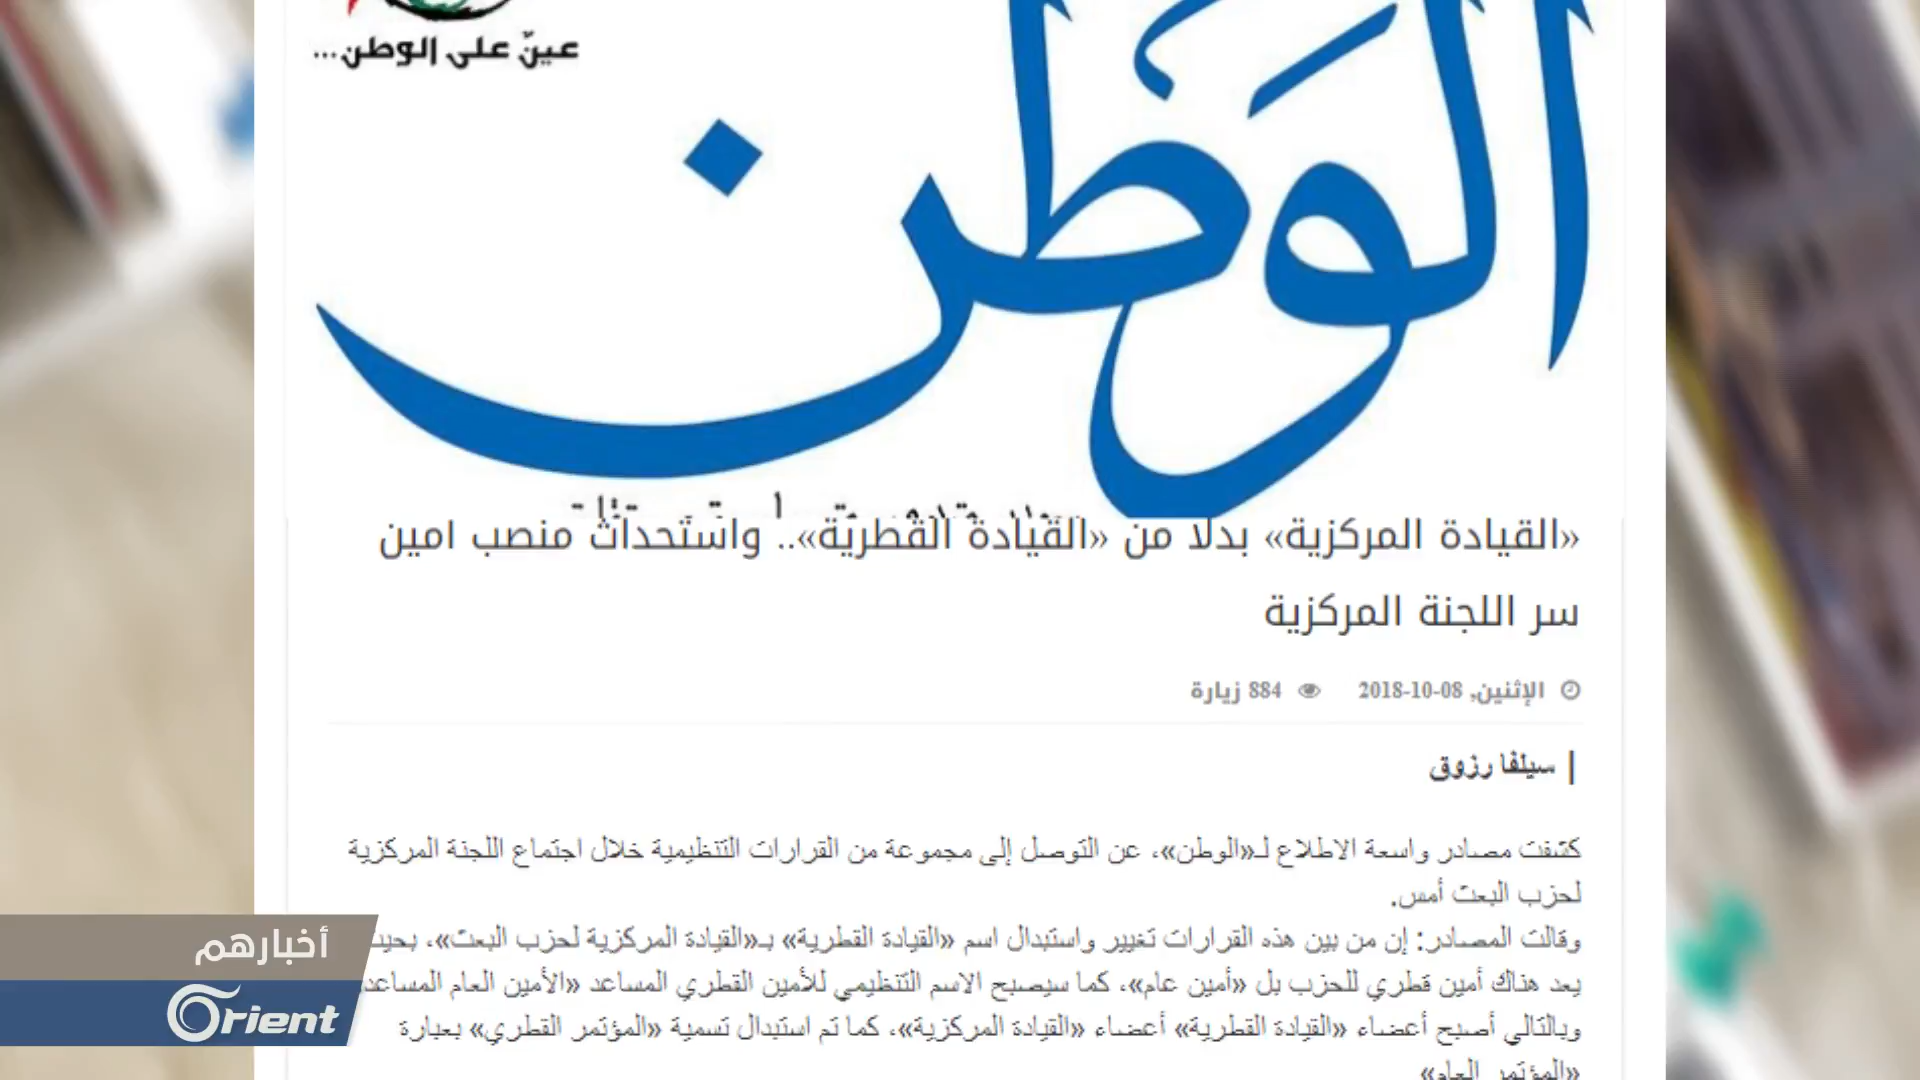 عينٌ على الوطن...
الوطن
«القيادة المركزية» بدلا من «القيادة القطرية».. واستحداث منصب امين
سر اللجنة المركزية
الإثنين, 08-10-2018 884 زيارة
| سيلفا رزوق
كشفت مصادر واسعة الاطلاع لـ«الوطن»، عن التوصل إلى مجموعة من القرارات التنظيمية خلال اجتماع اللجنة المركزية
لحزب البعث أمس.
وقالت المصادر: إن من بين هذه القرارات تغيير واستبدال اسم «القيادة القطرية» بـ«القيادة المركزية لحزب البعث»، بحيث
يعد هناك أمين قطري للحزب بل «أمين عام»، كما سيصبح الاسم التنظيمي للأمين القطري المساعد «الأمين العام المساعد
وبالتالي أصبح أعضاء «القيادة القطرية» أعضاء «القيادة المركزية»، كما تم استبدال تسمية «المؤتمر القطري» بعبارة
«المؤتمر العام»
أخبارهم
Orient